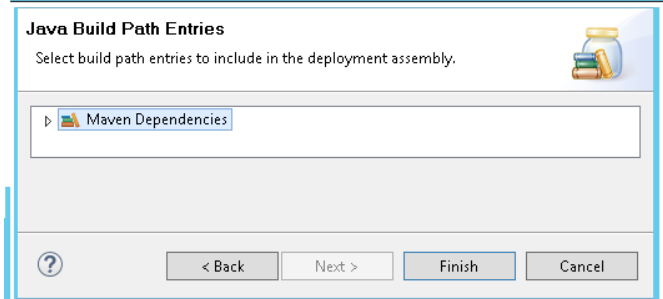 Java Build Path Entries
Select build path entries to include in the deployment assembly.
Maven Dependencies
?
< Back
Next >
Finish
Cancel